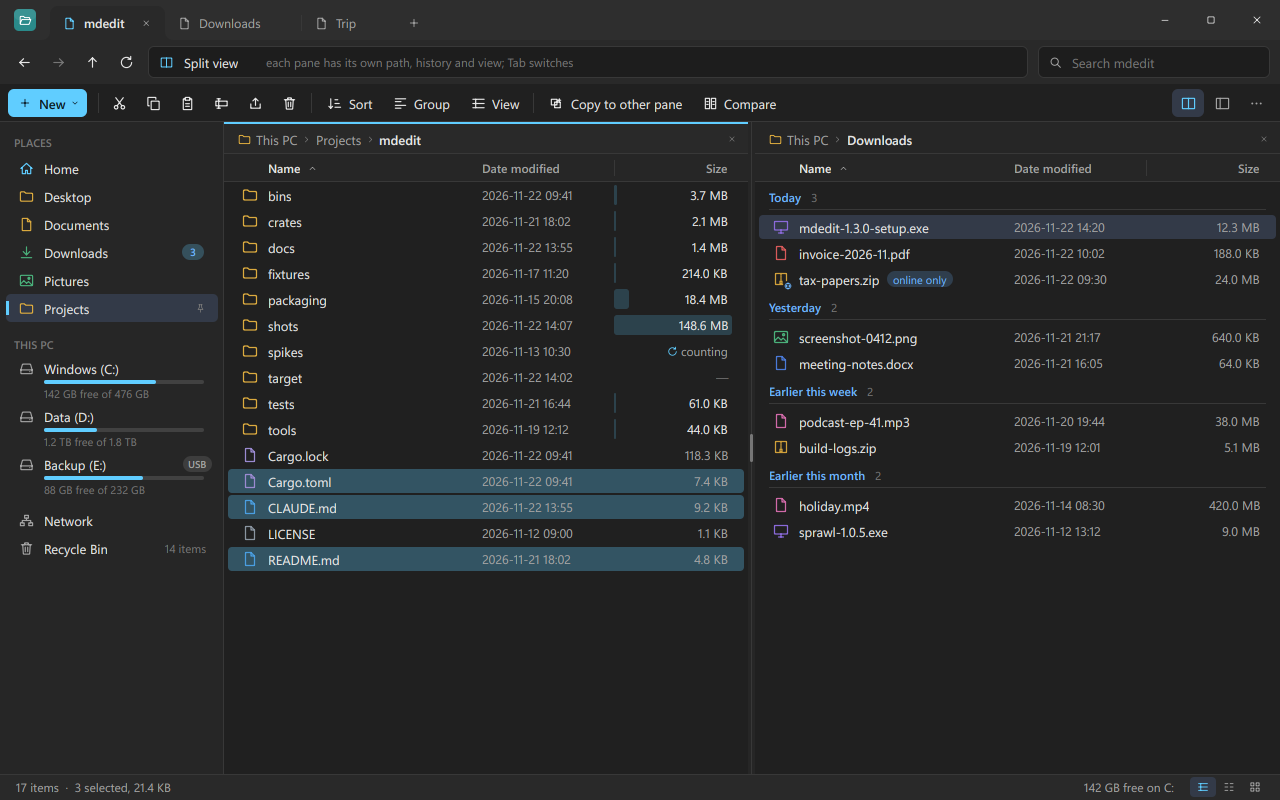 mdedit × Downloads Trip +
Split view each pane has its own path, history and view; Tab switches Search mdedit
+ New Sort Group View Copy to other pane Compare ···
PLACES
Home
Desktop
Documents
Downloads 3
Pictures
Projects
THIS PC
Windows (C:)
142 GB free of 476 GB
Data (D:)
1.2 TB free of 1.8 TB
Backup (E:) USB
88 GB free of 232 GB
Network
Recycle Bin 14 items
This PC › Projects › mdedit ×
Name Date modified Size
bins 2026-11-22 09:41 3.7 MB
crates 2026-11-21 18:02 2.1 MB
docs 2026-11-22 13:55 1.4 MB
fixtures 2026-11-17 11:20 214.0 KB
packaging 2026-11-15 20:08 18.4 MB
shots 2026-11-22 14:07 148.6 MB
spikes 2026-11-13 10:30 counting
target 2026-11-22 14:02 —
tests 2026-11-21 16:44 61.0 KB
tools 2026-11-19 12:12 44.0 KB
Cargo.lock 2026-11-22 09:41 118.3 KB
Cargo.toml 2026-11-22 09:41 7.4 KB
CLAUDE.md 2026-11-22 13:55 9.2 KB
LICENSE 2026-11-12 09:00 1.1 KB
README.md 2026-11-21 18:02 4.8 KB
This PC › Downloads ×
Name Date modified Size
Today 3
mdedit-1.3.0-setup.exe 2026-11-22 14:20 12.3 MB
invoice-2026-11.pdf 2026-11-22 10:02 188.0 KB
tax-papers.zip online only 2026-11-22 09:30 24.0 MB
Yesterday 2
screenshot-0412.png 2026-11-21 21:17 640.0 KB
meeting-notes.docx 2026-11-21 16:05 64.0 KB
Earlier this week 2
podcast-ep-41.mp3 2026-11-20 19:44 38.0 MB
build-logs.zip 2026-11-19 12:01 5.1 MB
Earlier this month 2
holiday.mp4 2026-11-14 08:30 420.0 MB
sprawl-1.0.5.exe 2026-11-12 13:12 9.0 MB
17 items · 3 selected, 21.4 KB 142 GB free on C: